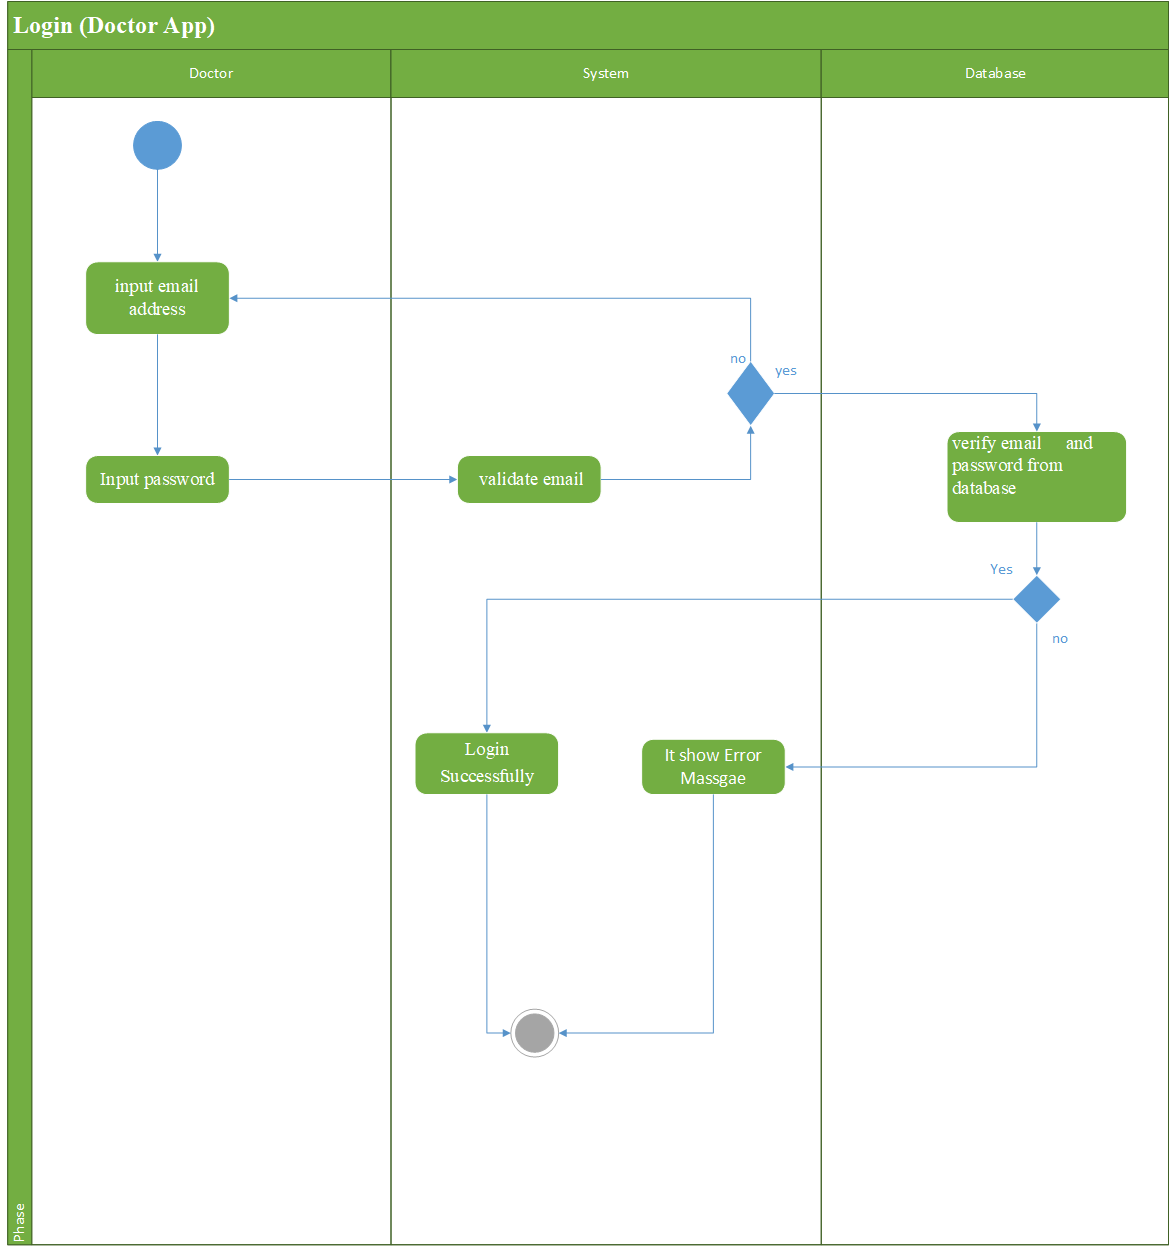 Login (Doctor App)
Doctor
System
Database
input email
address
no
yes
Input password
validate email
verify email and
password from
database
Yes
no
Login
Successfully
It show Error
Massgae
Phase